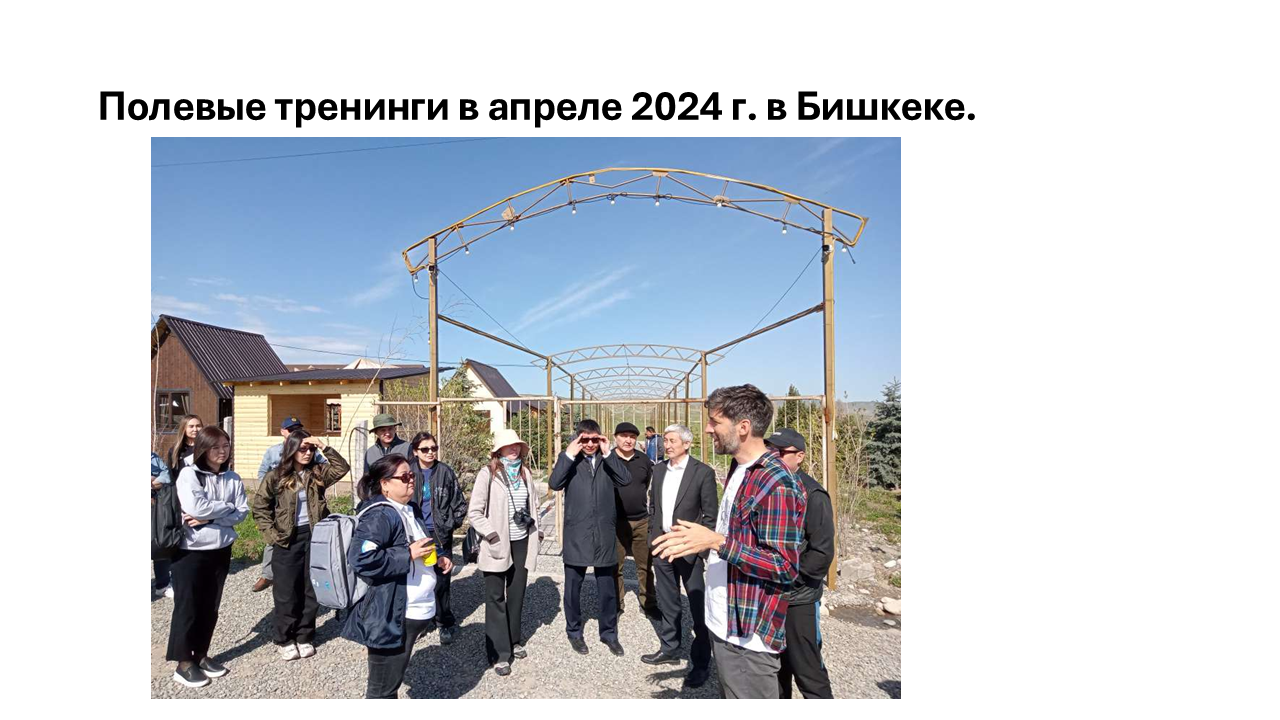 Полевые тренинги в апреле 2024 г. в Бишкеке.